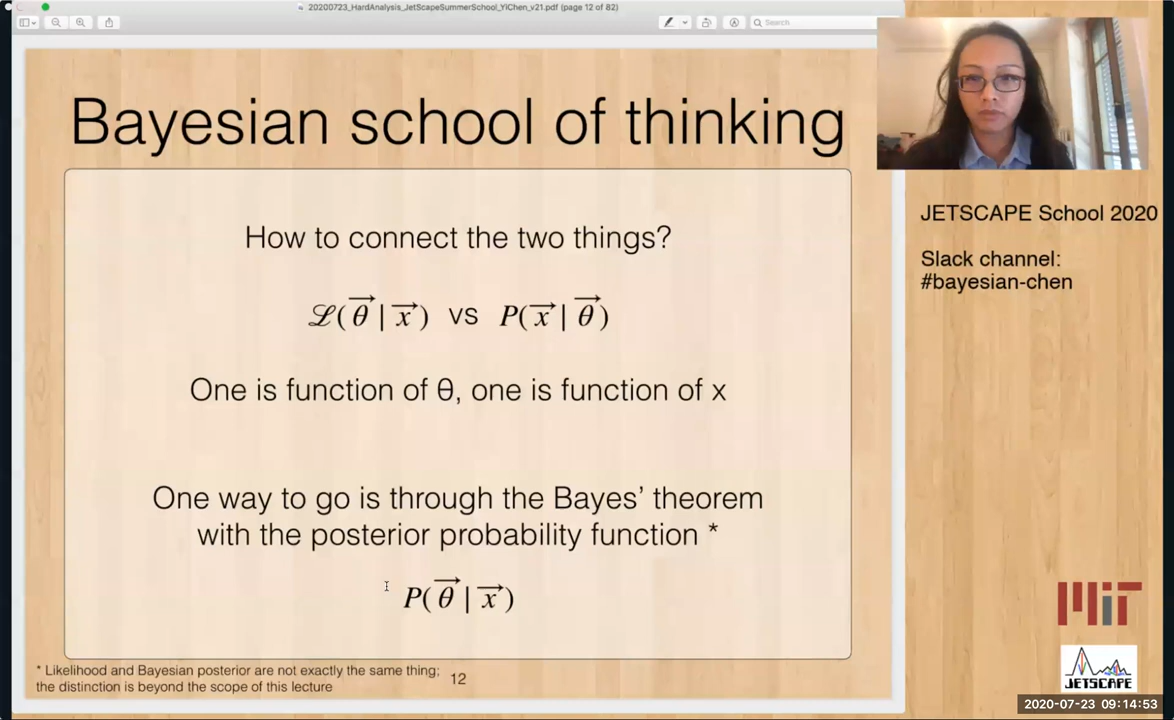 20200723_HardAnalysis_JetScapeSummerSchool_YiChen_v21.pdf (page 12 of 82)
Search
Bayesian school of thinking
How to connect the two things?
ℒ(θ⃗ | x⃗) vs P(x⃗ | θ⃗)
One is function of θ, one is function of x
One way to go is through the Bayes’ theorem
with the posterior probability function *
P(θ⃗ | x⃗)
* Likelihood and Bayesian posterior are not exactly the same thing;
the distinction is beyond the scope of this lecture
12
JETSCAPE School 2020
Slack channel:
#bayesian-chen
MIT
JETSCAPE
2020-07-23 09:14:53